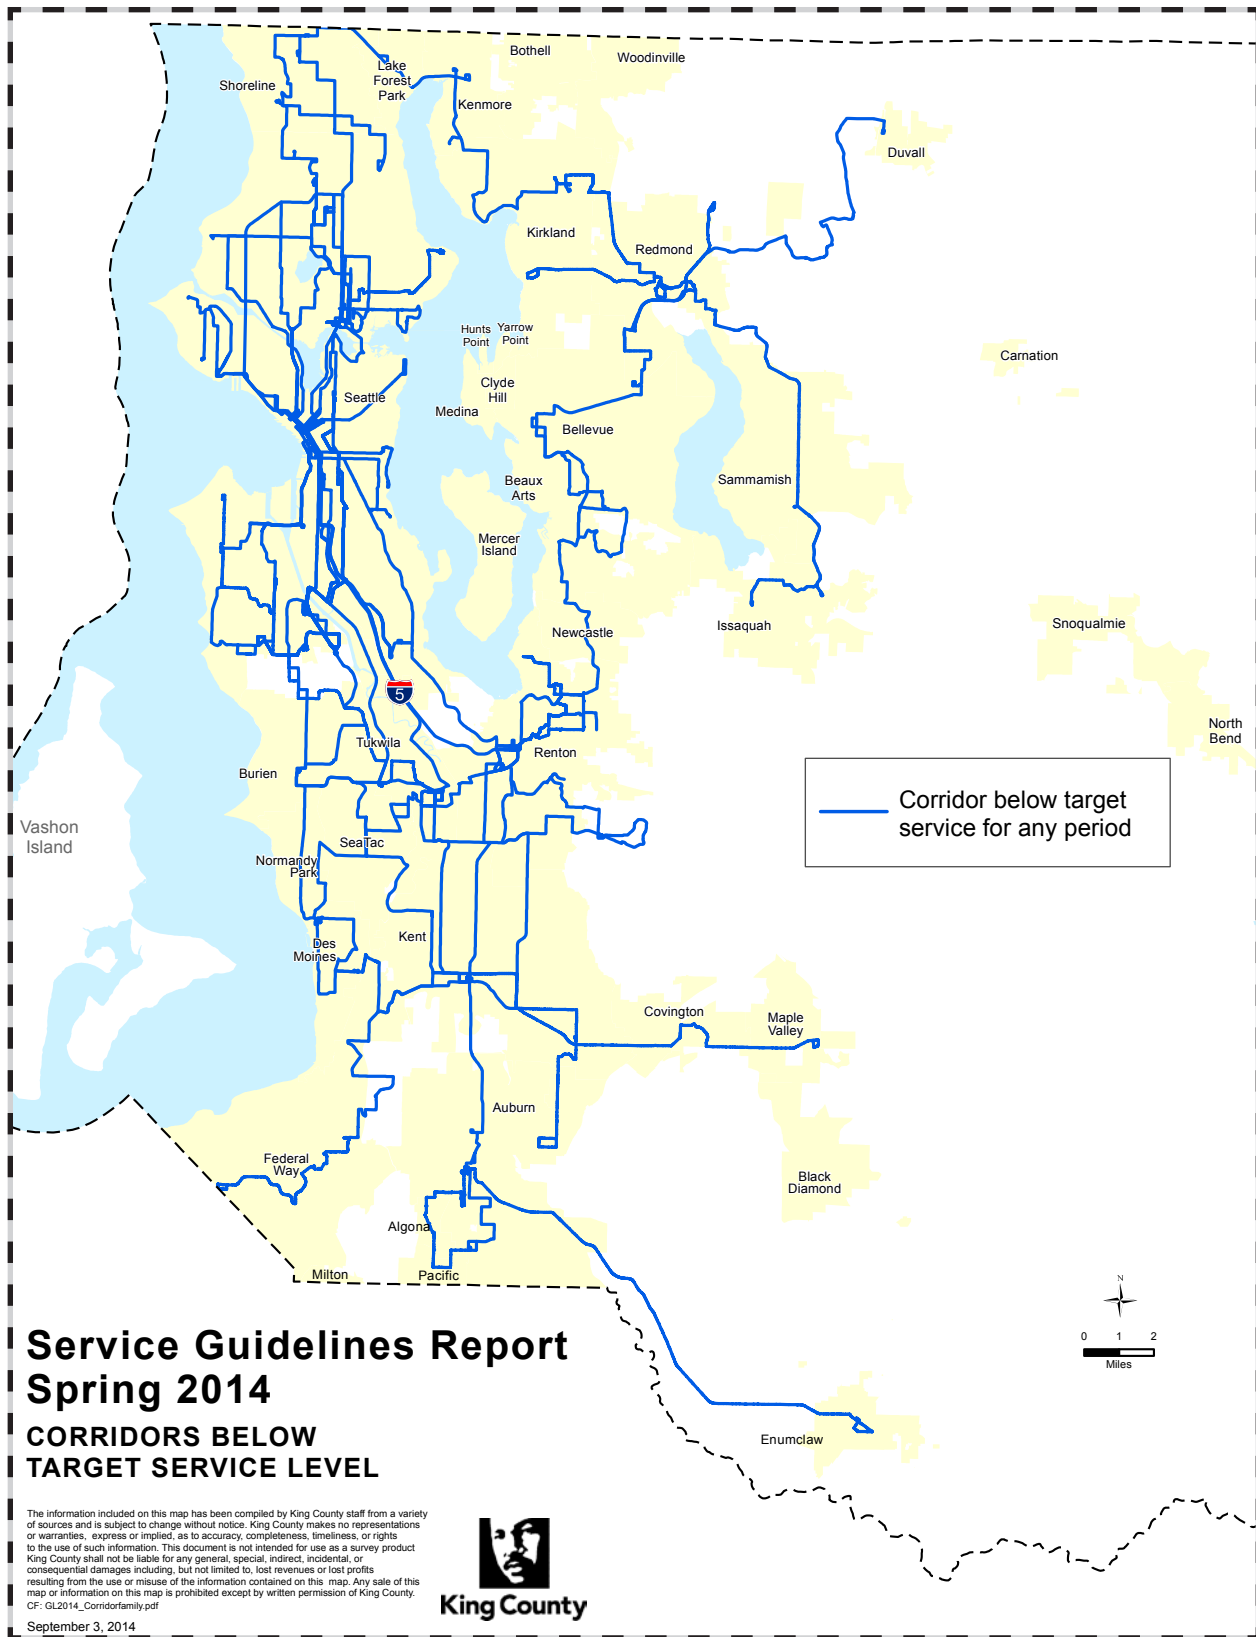 Bothell
Woodinville
Shoreline
Lake
Forest
Park
Kenmore
Duvall
Kirkland
Redmond
Hunts
Point
Yarrow
Point
Carnation
Clyde
Hill
Seattle
Medina
Bellevue
Beaux
Arts
Sammamish
Mercer
Island
Newcastle
Issaquah
Snoqualmie
5
North
Bend
Tukwila
Renton
Burien
Corridor below target
service for any period
Vashon
Island
SeaTac
Normandy
Park
Kent
Des
Moines
Covington
Maple
Valley
Auburn
Federal
Way
Black
Diamond
Algona
Milton
Pacific
N
0 1 2
Miles
Service Guidelines Report
Spring 2014
CORRIDORS BELOW
TARGET SERVICE LEVEL
Enumclaw
The information included on this map has been compiled by King County staff from a variety
of sources and is subject to change without notice. King County makes no representations
or warranties, express or implied, as to accuracy, completeness, timeliness, or rights
to the use of such information. This document is not intended for use as a survey product
King County shall not be liable for any general, special, indirect, incidental, or
consequential damages including, but not limited to, lost revenues or lost profits
resulting from the use or misuse of the information contained on this map. Any sale of this
map or information on this map is prohibited except by written permission of King County.
CF: GL2014_Corridorfamily.pdf
September 3, 2014
King County